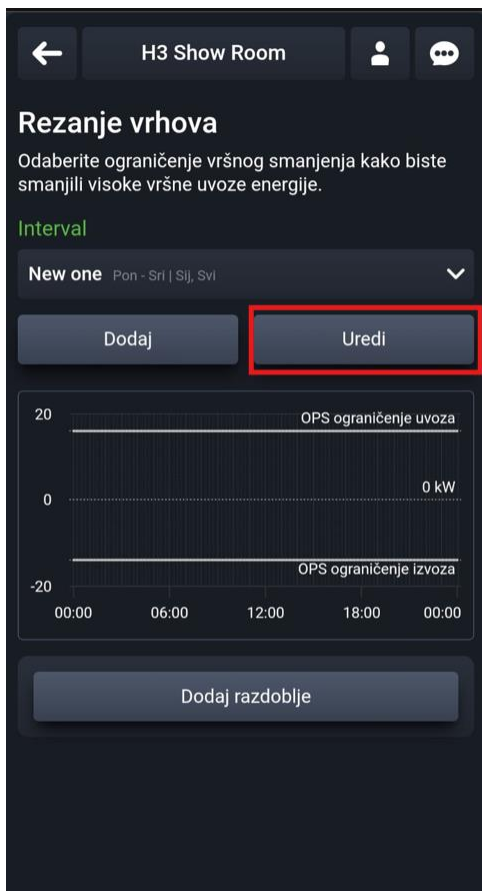 H3 Show Room
Rezanje vrhova
Odaberite ograničenje vršnog smanjenja kako biste
smanjili visoke vršne uvoze energije.
Interval
New one Pon - Sri | Sij, Svi
Dodaj Uredi
20 OPS ograničenje uvoza
0 kW
0
OPS ograničenje izvoza
-20
00:00 06:00 12:00 18:00 00:00
Dodaj razdoblje